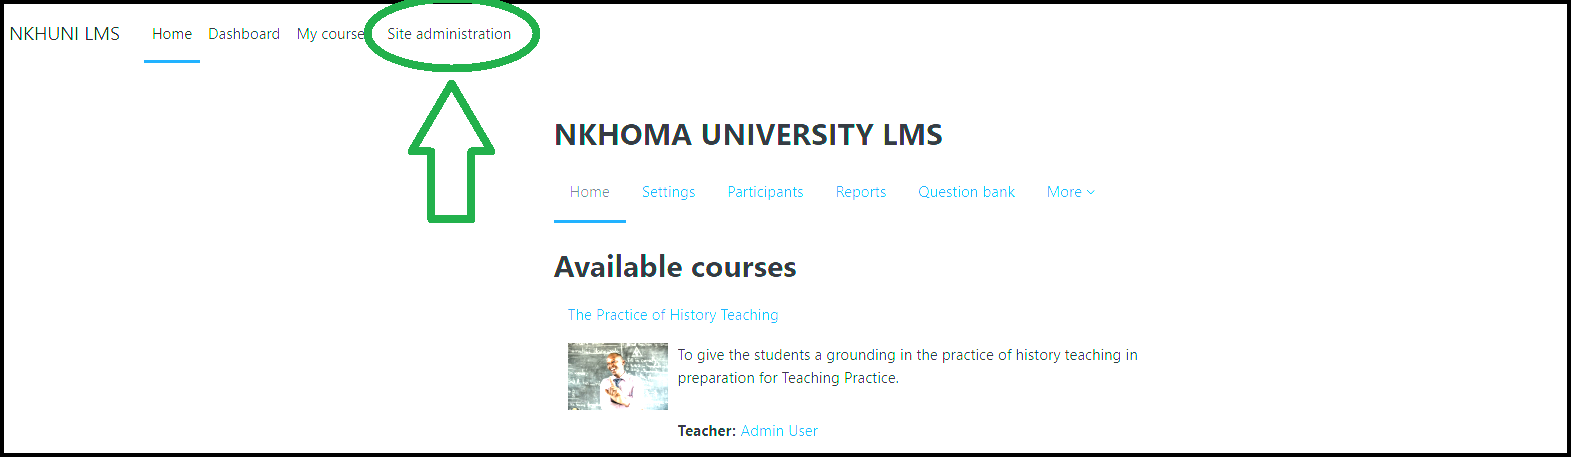 NKHUNI LMS Home Dashboard My course Site administration
NKHOMA UNIVERSITY LMS
Home Settings Participants Reports Question bank More
Available courses
The Practice of History Teaching
To give the students a grounding in the practice of history teaching in
preparation for Teaching Practice.
Teacher: Admin User